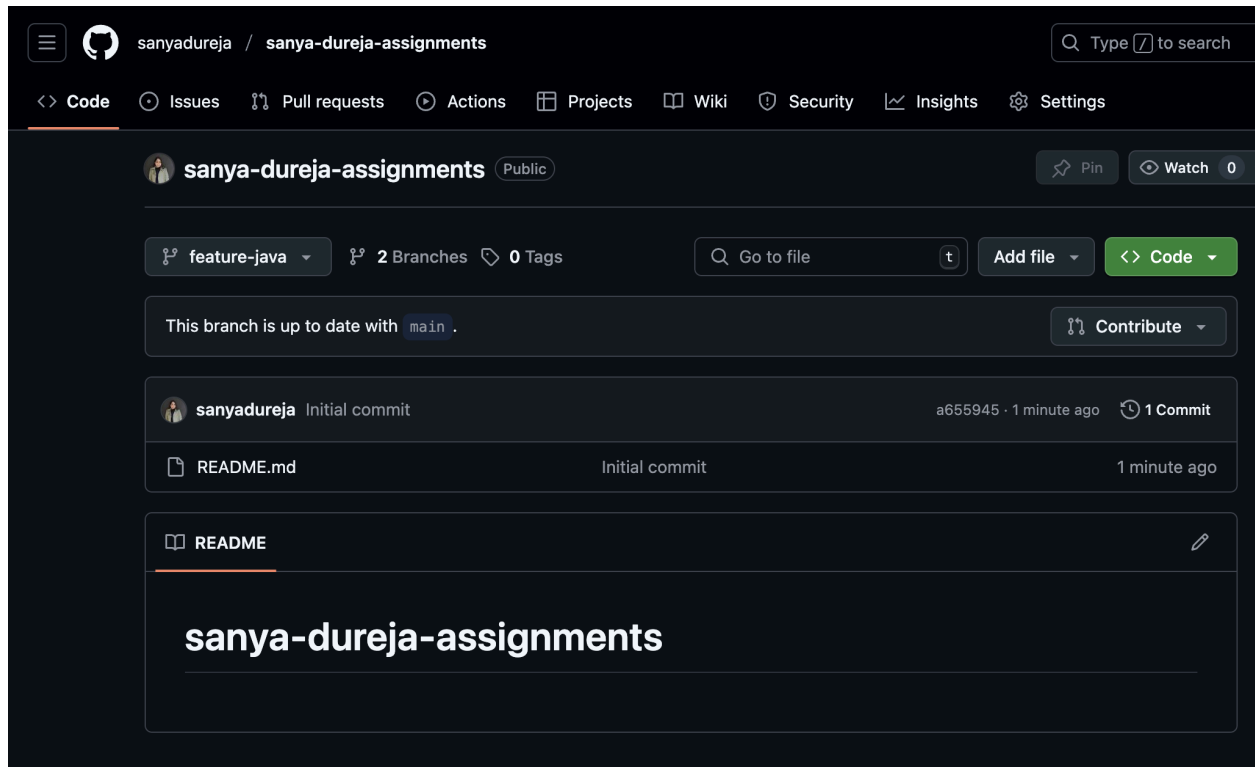 sanyadureja / sanya-dureja-assignments
Type / to search
<> Code Issues Pull requests Actions Projects Wiki Security Insights Settings
sanya-dureja-assignments Public
Pin Watch 0
feature-java 2 Branches 0 Tags Go to file t Add file <> Code
This branch is up to date with main .
Contribute
sanyadureja Initial commit a655945 · 1 minute ago 1 Commit
README.md Initial commit 1 minute ago
README
sanya-dureja-assignments